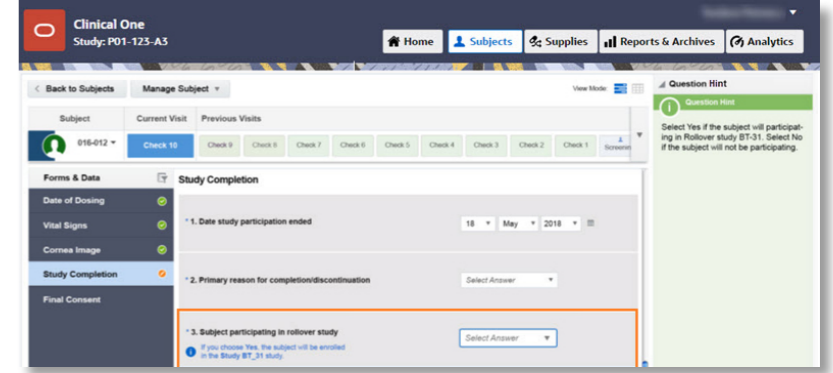 Clinical One
Study: P01-123-A3
Home
Subjects
Supplies
Reports & Archives
Analytics
Back to Subjects
Manage Subject
View Mode:
Question Hint
Question Hint
Select Yes if the subject will participat-
ing in Rollover study BT-31. Select No
if the subject will not be participating.
Subject
Current Visit
Previous Visits
016-012
Check 10
Check 9
Check 8
Check 7
Check 6
Check 5
Check 4
Check 3
Check 2
Check 1
Forms & Data
Date of Dosing
Vital Signs
Cornea Image
Study Completion
Final Consent
Study Completion
* 1. Date study participation ended
18 May 2018
* 2. Primary reason for completion/discontinuation
Select Answer
* 3. Subject participating in rollover study
Select Answer
If you choose Yes, the subject will be enrolled
in the Study BT_31 study.